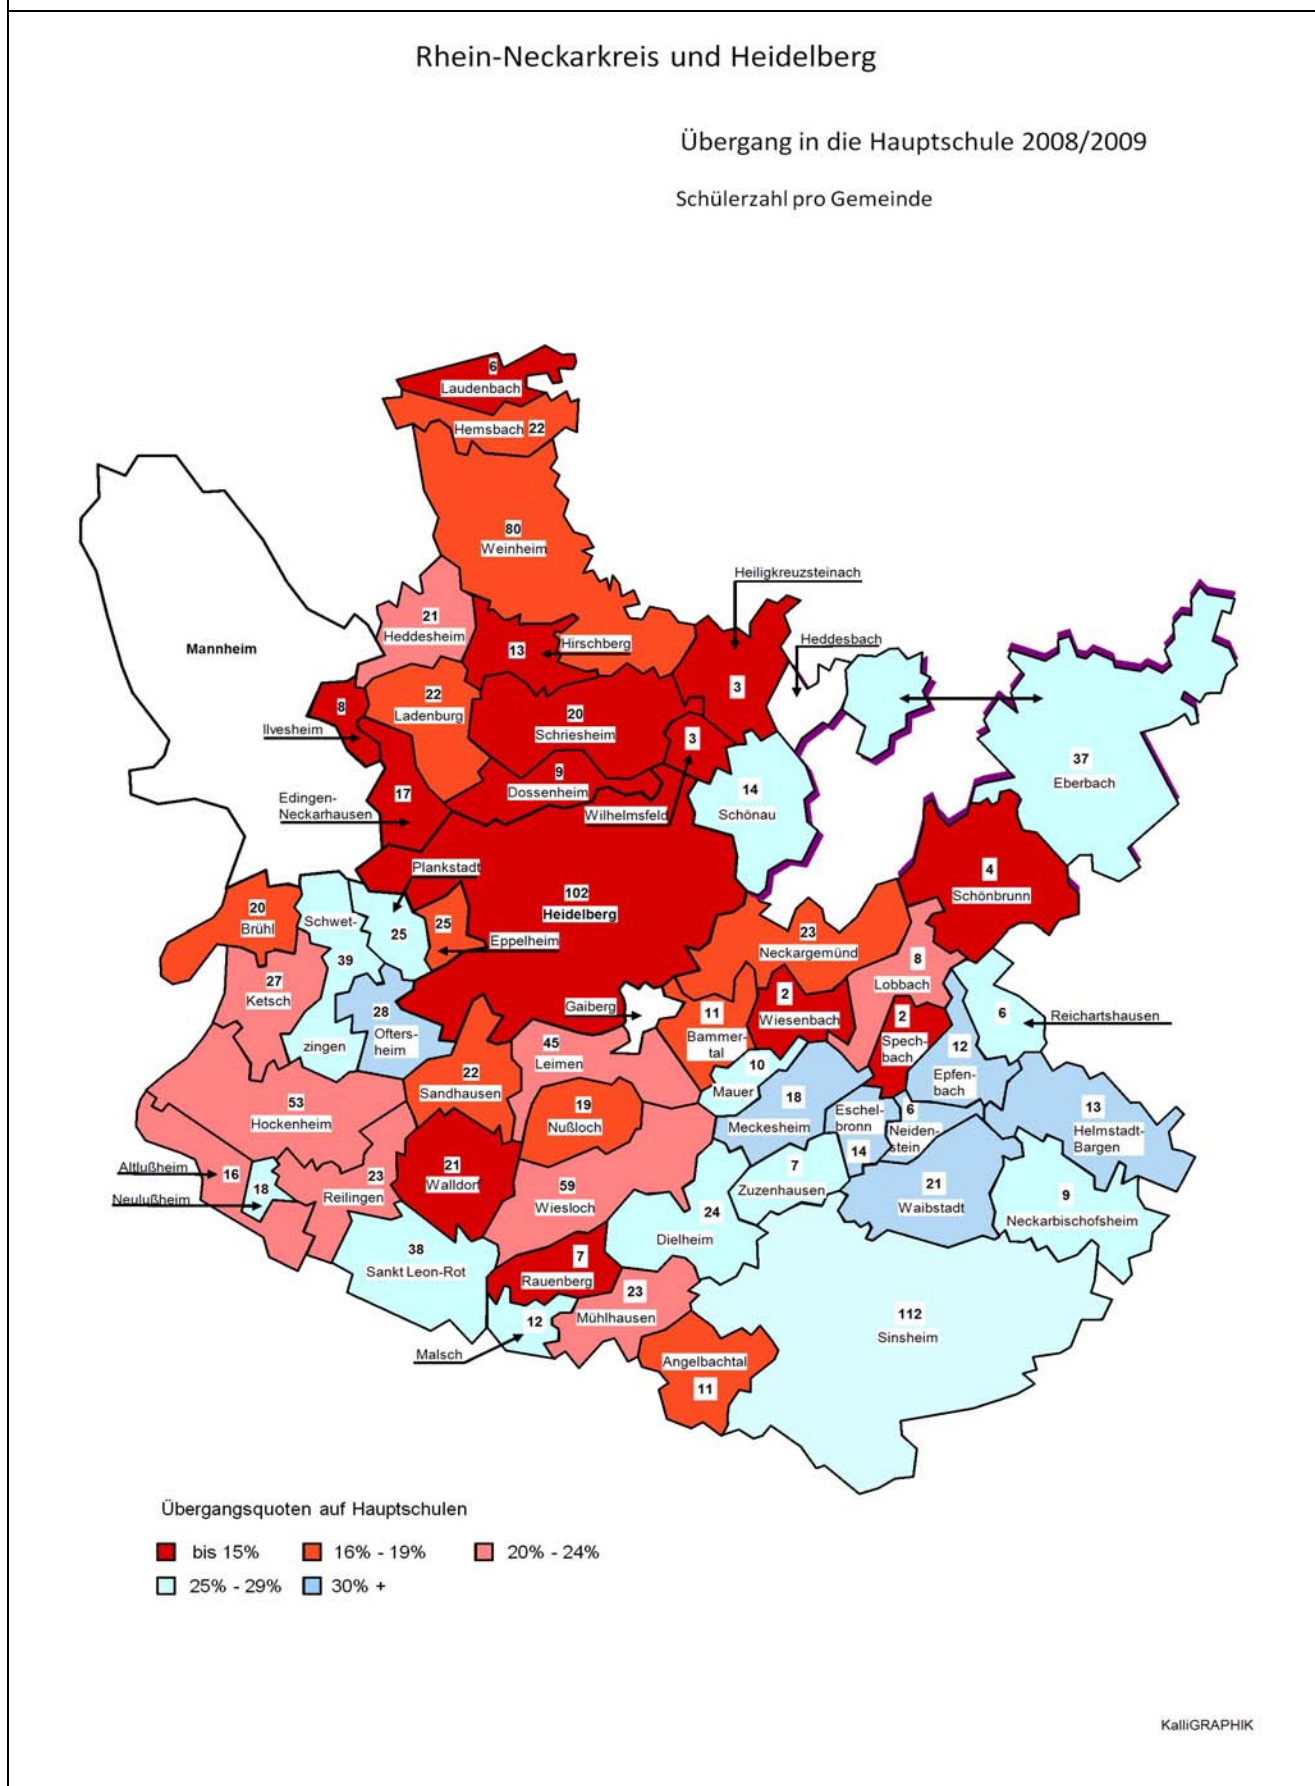 Rhein-Neckarkreis und Heidelberg
Übergang in die Hauptschule 2008/2009
Schülerzahl pro Gemeinde
6
Laudenbach
Hemsbach 22
80
Weinheim
Heiligkreuzsteinach
21
Heddesheim
Mannheim
13
Hirschberg
Heddesbach
3
8
22
Ladenburg
20
Schriesheim
3
Ilvesheim
9
Dossenheim
37
Eberbach
17
14
Schönau
Edingen-
Neckarhausen
Wilhelmsfeld
Plankstadt
4
Schönbrunn
102
Heidelberg
20
Brühl
Schwet-
25
25
Eppelheim
23
Neckargemünd
39
27
Ketsch
8
Lobbach
2
Wiesenbach
Gaiberg
28
Ofters-
heim
11
Bammer-
tal
2
Spech-
bach
6
Reichartshausen
zingen
45
Leimen
12
Epfen-
bach
22
Sandhausen
10
Mauer
53
Hockenheim
19
Nußloch
18
Meckesheim
Eschel-
bronn
14
6
Neiden-
stein
13
Helmstadt-
Bargen
Altlußheim
16
18
Neulußheim
23
Reilingen
21
Walldorf
59
Wiesloch
7
Zuzenhausen
21
Waibstadt
9
Neckarbischofsheim
24
Dielheim
38
Sankt Leon-Rot
7
Rauenberg
23
Mühlhausen
12
Malsch
112
Sinsheim
Angelbachtal
11
Übergangsquoten auf Hauptschulen
bis 15% 16% - 19% 20% - 24%
25% - 29% 30% +
KalliGRAPHIK